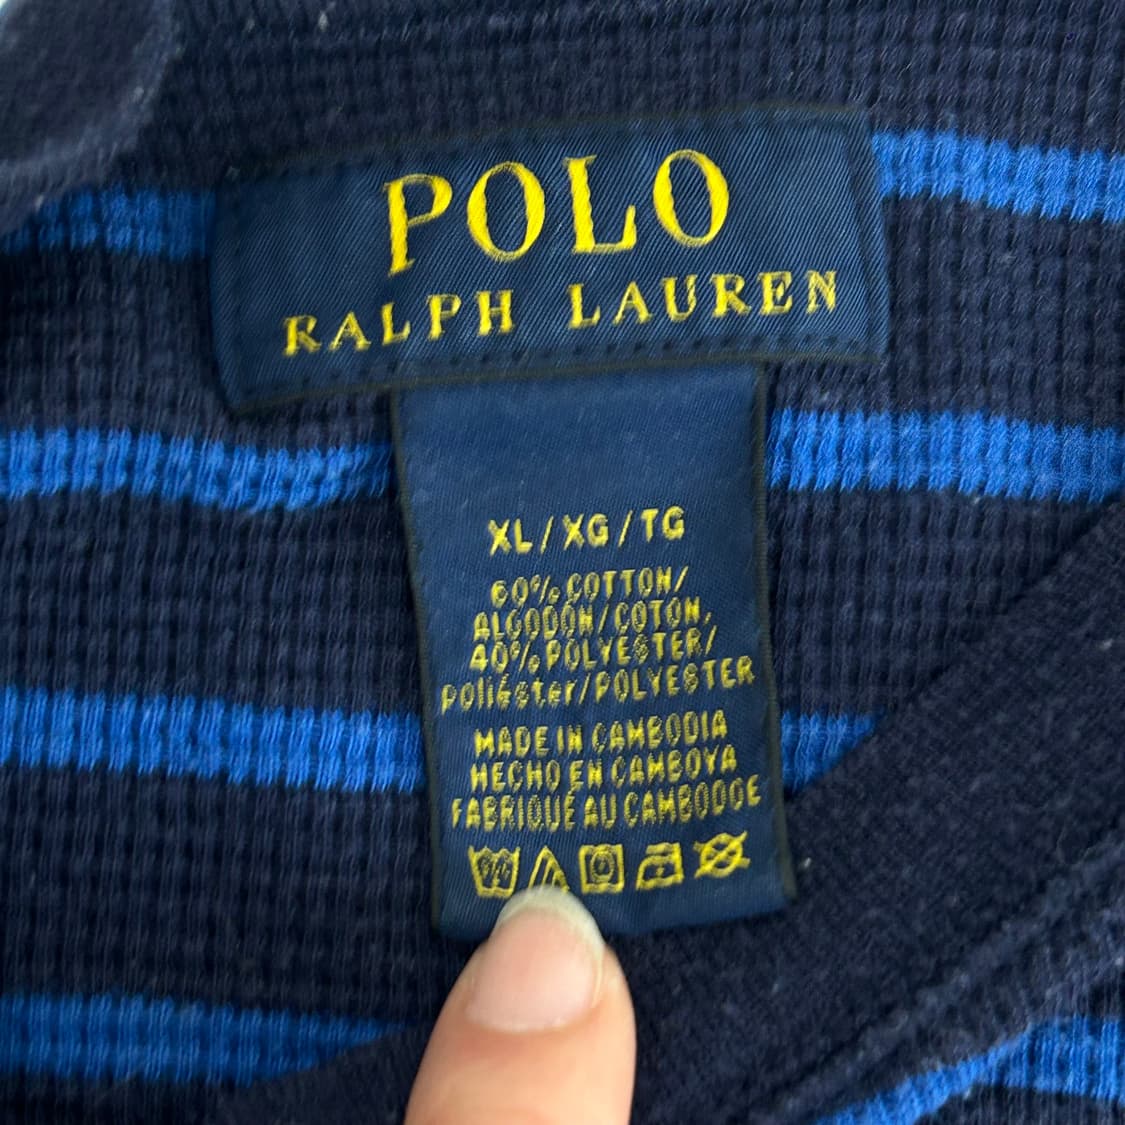 POLO
RALPH LAUREN
XL/XG/TG
60% COTTON/
ALGODÓN/COTON,
40% POLYESTER/
poliéster/POLYESTER
MADE IN CAMBODIA
HECHO EN CAMBOYA
FABRIQUÉ AU CAMBODGE